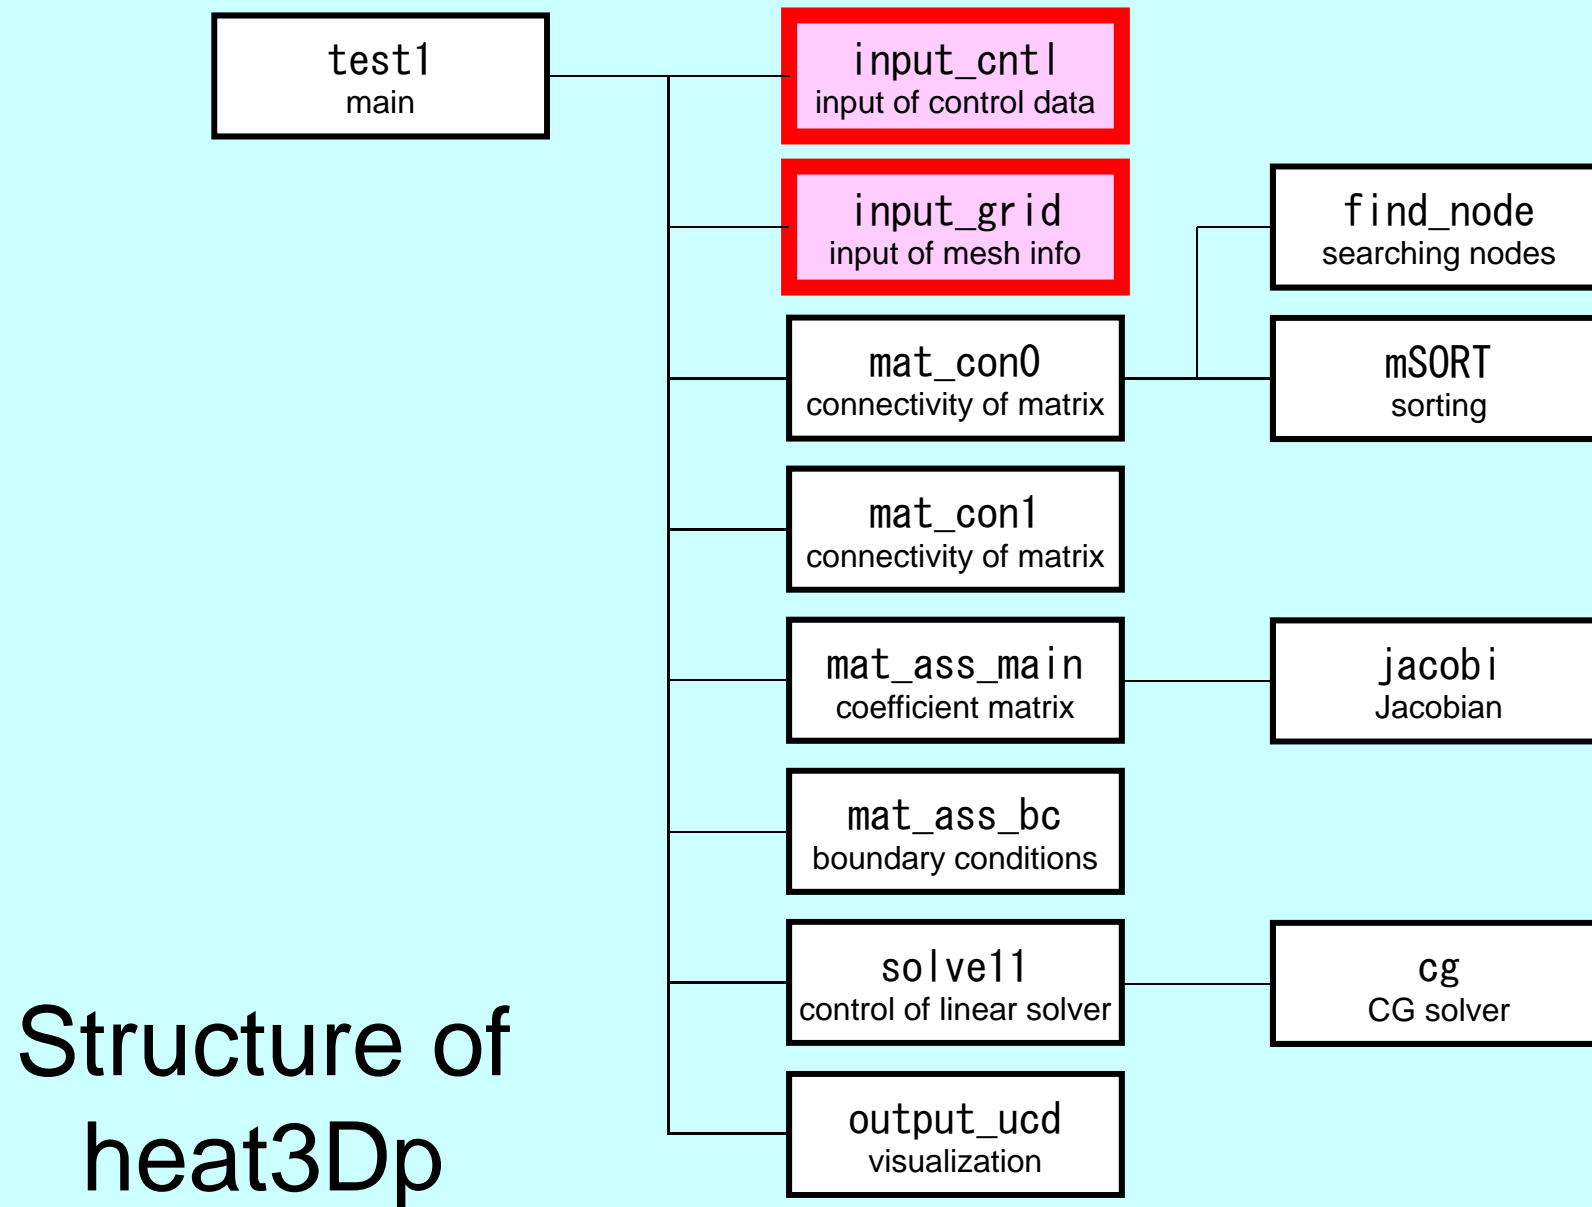 test1
main
input_cntl
input of control data
input_grid
input of mesh info
find_node
searching nodes
mat_con0
connectivity of matrix
mSORT
sorting
mat_con1
connectivity of matrix
mat_ass_main
coefficient matrix
jacobi
Jacobian
mat_ass_bc
boundary conditions
solve11
control of linear solver
cg
CG solver
output_ucd
visualization
Structure of
heat3Dp